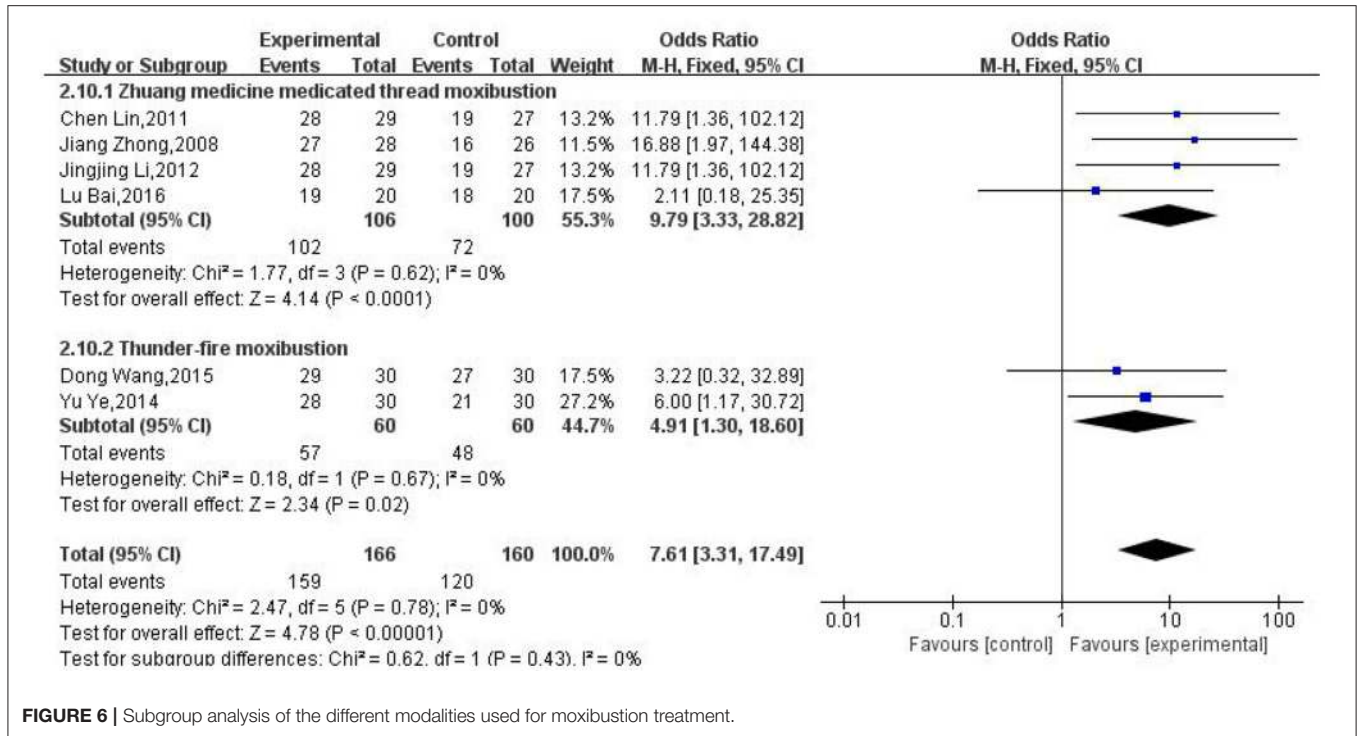 Experimental Control Odds Ratio Odds Ratio
Study or Subgroup Events Total Events Total Weight M-H, Fixed, 95% CI M-H, Fixed, 95% CI
2.10.1 Zhuang medicine medicated thread moxibustion
Chen Lin,2011 28 29 19 27 13.2% 11.79 [1.36, 102.12]
Jiang Zhong,2008 27 28 16 26 11.5% 16.88 [1.97, 144.38]
Jingjing Li,2012 28 29 19 27 13.2% 11.79 [1.36, 102.12]
Lu Bai,2016 19 20 18 20 17.5% 2.11 [0.18, 25.35]
Subtotal (95% CI) 106 100 55.3% 9.79 [3.33, 28.82]
Total events 102 72
Heterogeneity: Chi² = 1.77, df = 3 (P = 0.62); I² = 0%
Test for overall effect: Z = 4.14 (P < 0.0001)
2.10.2 Thunder-fire moxibustion
Dong Wang,2015 29 30 27 30 17.5% 3.22 [0.32, 32.89]
Yu Ye,2014 28 30 21 30 27.2% 6.00 [1.17, 30.72]
Subtotal (95% CI) 60 60 44.7% 4.91 [1.30, 18.60]
Total events 57 48
Heterogeneity: Chi² = 0.18, df = 1 (P = 0.67); I² = 0%
Test for overall effect: Z = 2.34 (P = 0.02)
Total (95% CI) 166 160 100.0% 7.61 [3.31, 17.49]
Total events 159 120
Heterogeneity: Chi² = 2.47, df = 5 (P = 0.78); I² = 0%
Test for overall effect: Z = 4.78 (P < 0.00001)
Test for subgroup differences: Chi² = 0.62, df = 1 (P = 0.43), I² = 0%
0.01 0.1 1 10 100
Favours [control] Favours [experimental]
FIGURE 6 | Subgroup analysis of the different modalities used for moxibustion treatment.